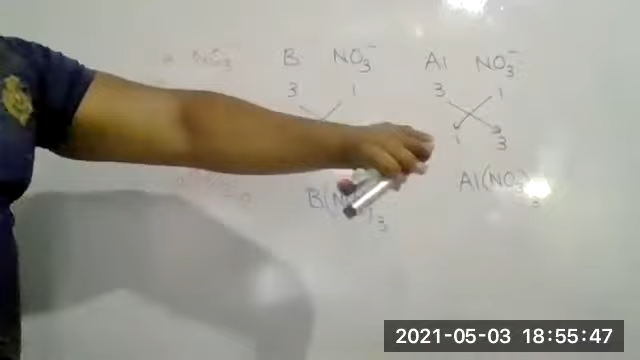 NO₃ B NO₃⁻ Al NO₃⁻
3 1 3 1
1 3
B(NO₃)₃ Al(NO₃)₃
2021-05-03 18:55:47